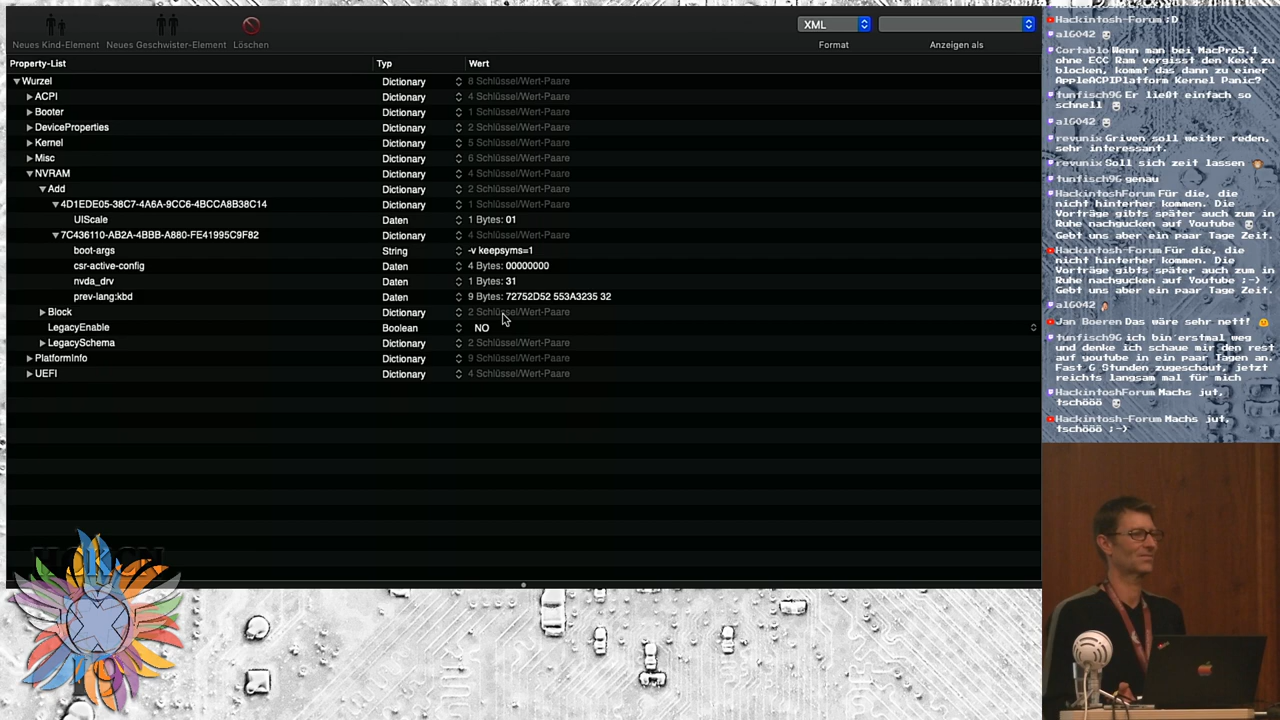 Neues Kind-Element Neues Geschwister-Element Löschen
XML
Format
Anzeigen als
Property-List Typ Wert
Wurzel Dictionary 8 Schlüssel/Wert-Paare
ACPI Dictionary 4 Schlüssel/Wert-Paare
Booter Dictionary 1 Schlüssel/Wert-Paare
DeviceProperties Dictionary 2 Schlüssel/Wert-Paare
Kernel Dictionary 5 Schlüssel/Wert-Paare
Misc Dictionary 6 Schlüssel/Wert-Paare
NVRAM Dictionary 4 Schlüssel/Wert-Paare
Add Dictionary 2 Schlüssel/Wert-Paare
4D1EDE05-38C7-4A6A-9CC6-4BCCA8B38C14 Dictionary 1 Schlüssel/Wert-Paare
UIScale Daten 1 Bytes: 01
7C436110-AB2A-4BBB-A880-FE41995C9F82 Dictionary 4 Schlüssel/Wert-Paare
boot-args String -v keepsyms=1
csr-active-config Daten 4 Bytes: 00000000
nvda_drv Daten 1 Bytes: 31
prev-lang:kbd Daten 9 Bytes: 72752D52 553A3235 32
Block Dictionary 2 Schlüssel/Wert-Paare
LegacyEnable Boolean NO
LegacySchema Dictionary 2 Schlüssel/Wert-Paare
PlatformInfo Dictionary 9 Schlüssel/Wert-Paare
UEFI Dictionary 4 Schlüssel/Wert-Paare
Hackintosh-Forum ;D
al6042
Cortablo Wenn man bei MacPro5.1
ohne ECC Ram vergisst den Kext zu
blocken, kommt das dann zu einer
AppleACPIPlatform Kernel Panic?
tunfisch96 Er ließt einfach so
schnell
al6042
revunix Griven soll weiter reden,
sehr interessant.
revunix Soll sich zeit lassen
tunfisch96 genau
HackintoshForum Für die, die
nicht hinterher kommen. Die
Vorträge gibts später auch zum in
Ruhe nachgucken auf Youtube
Gebt uns aber ein paar Tage Zeit.
Hackintosh-Forum Für die, die
nicht hinterher kommen. Die
Vorträge gibts später auch zum in
Ruhe nachgucken auf Youtube ;-)
Gebt uns aber ein paar Tage Zeit.
al6042
Jan Boeren Das wäre sehr nett!
tunfisch96 ich bin erstmal weg
und denke ich schaue mir den rest
auf youtube in ein paar Tagen an.
Fast 6 Stunden zugeschaut, jetzt
reichts langsam mal für mich
HackintoshForum Machs jut,
tschööö
Hackintosh-Forum Machs jut,
tschööö ;-)